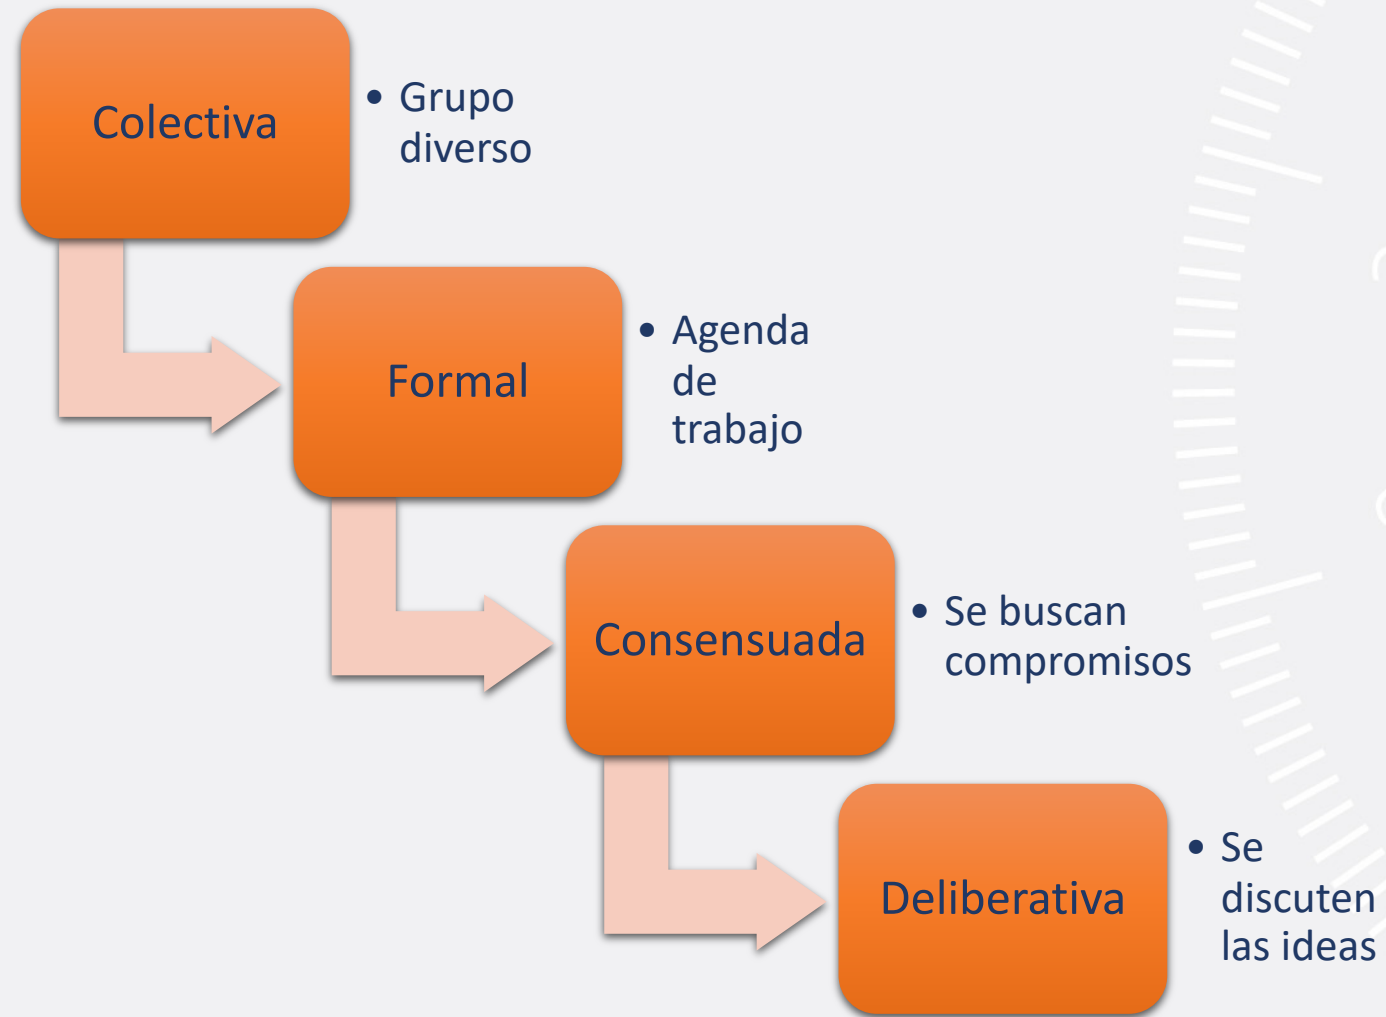 Colectiva
• Grupo
diverso
Formal
• Agenda
de
trabajo
Consensuada
• Se buscan
compromisos
Deliberativa
• Se
discuten
las ideas